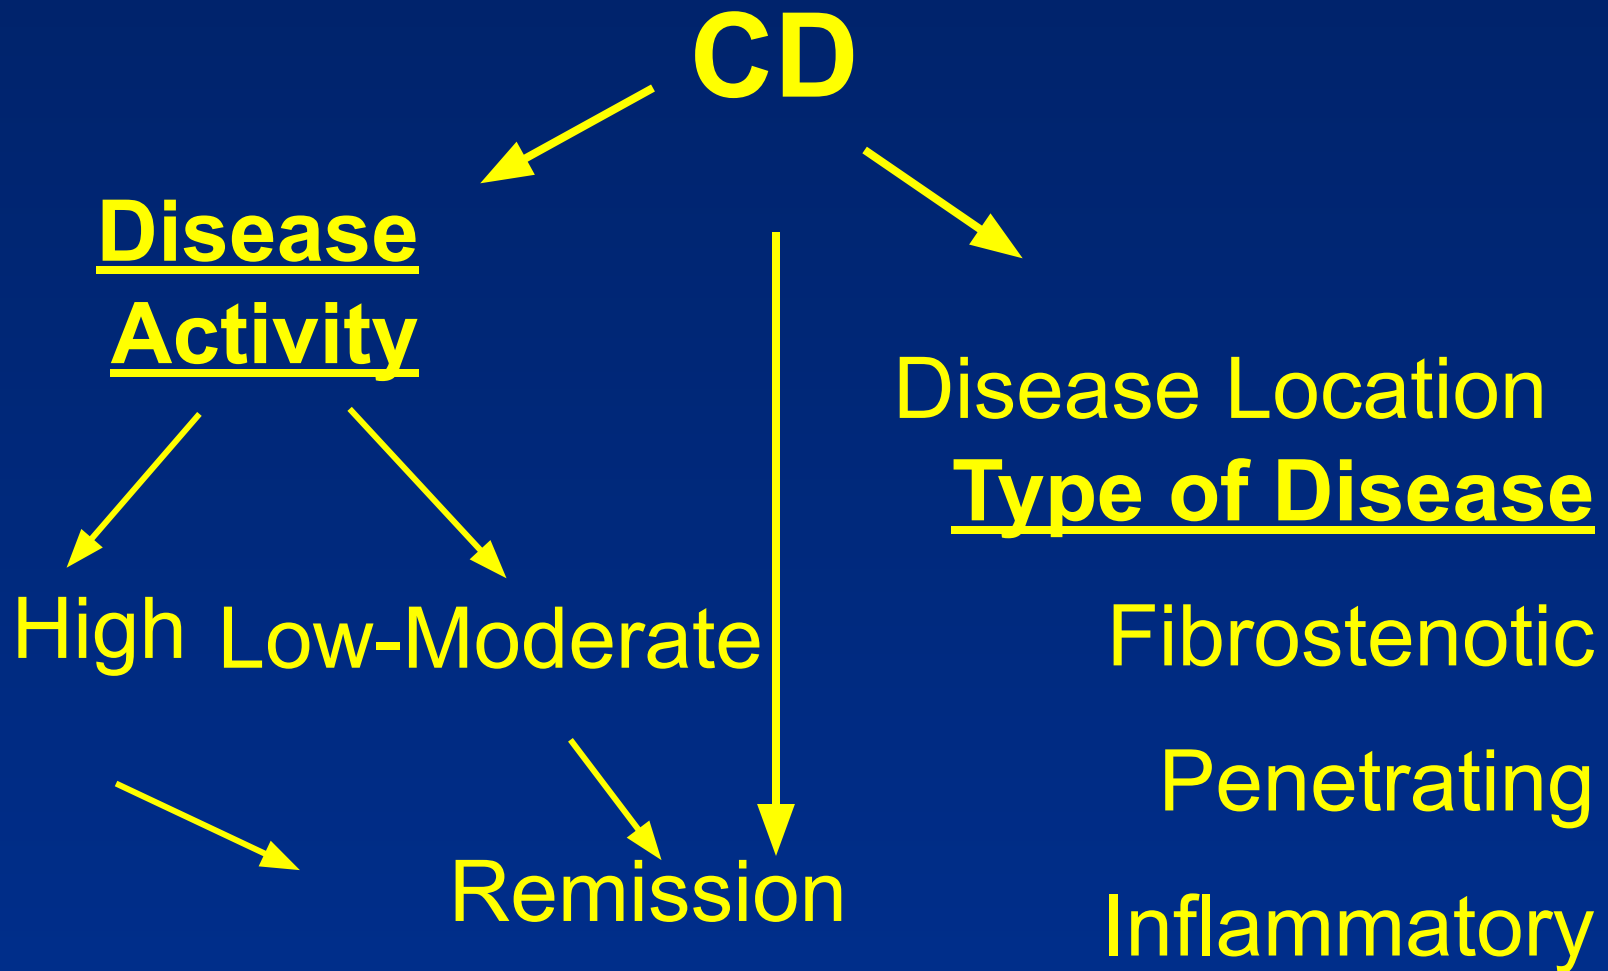 CD
Disease
Activity
Disease Location
Type of Disease
High
Low-Moderate
Fibrostenotic
Penetrating
Remission
Inflammatory